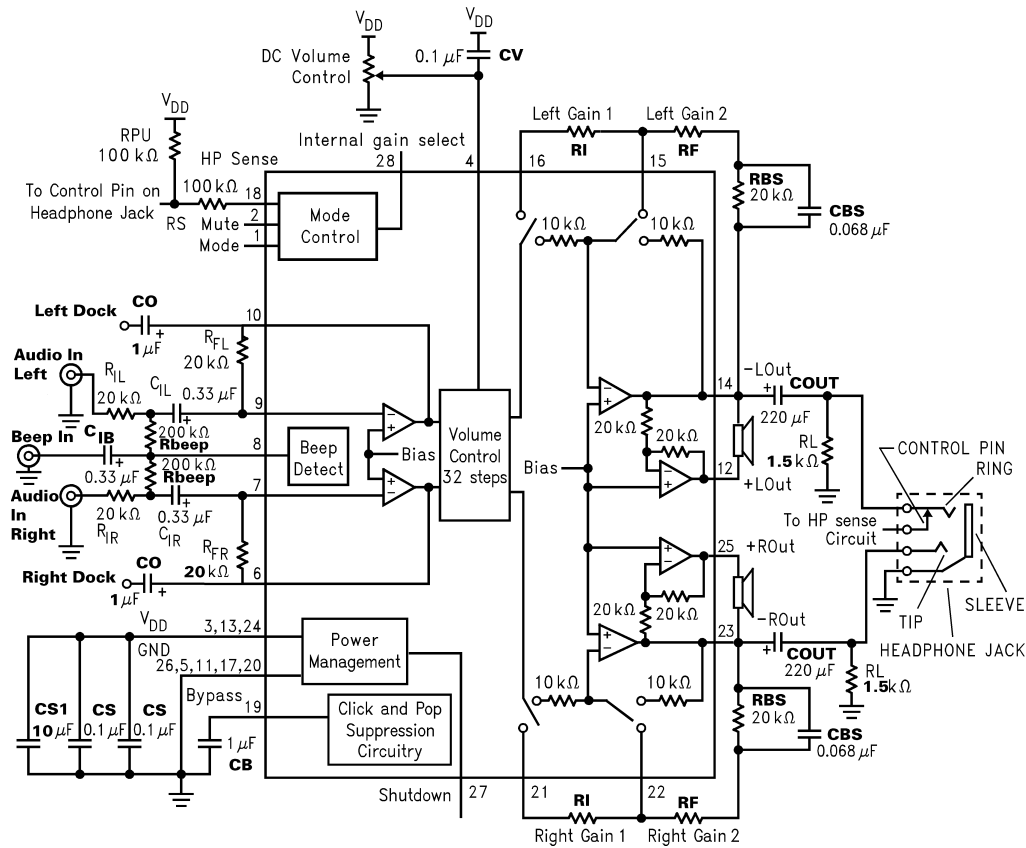 VDD
VDD
DC Volume
Control
0.1 μF CV
VDD
RPU
100 kΩ
HP Sense
Internal gain select
28
4
Left Gain 1
Left Gain 2
RI
RF
16
15
To Control Pin on
Headphone Jack
100 kΩ
RS
18
Mute 2
Mode 1
Mode
Control
10 kΩ
10 kΩ
RBS
20 kΩ
CBS
0.068 μF
Left Dock
CO
1 μF
10
RFL
20 kΩ
Audio In
Left
RIL
20 kΩ
CIL
0.33 μF
9
200 kΩ
Rbeep
Beep In
CIB
0.33 μF
8
200 kΩ
Rbeep
Beep
Detect
Bias
Volume
Control
32 steps
Audio
In
Right
20 kΩ
RIR
0.33 μF
CIR
7
RFR
20 kΩ
Right Dock
CO
1 μF
6
Bias
20 kΩ
20 kΩ
14
-LOut
COUT
220 μF
RL
1.5 kΩ
12
+LOut
CONTROL PIN
RING
To HP sense
Circuit
SLEEVE
TIP
HEADPHONE JACK
25
+ROut
20 kΩ
20 kΩ
23
-ROut
COUT
220 μF
RL
1.5 kΩ
VDD
3,13,24
GND
26,5,11,17,20
Power
Management
Bypass
19
Click and Pop
Suppression
Circuitry
CS1
10 μF
CS
0.1 μF
CS
0.1 μF
1 μF
CB
Shutdown
27
10 kΩ
10 kΩ
RBS
20 kΩ
CBS
0.068 μF
21
22
RI
RF
Right Gain 1
Right Gain 2